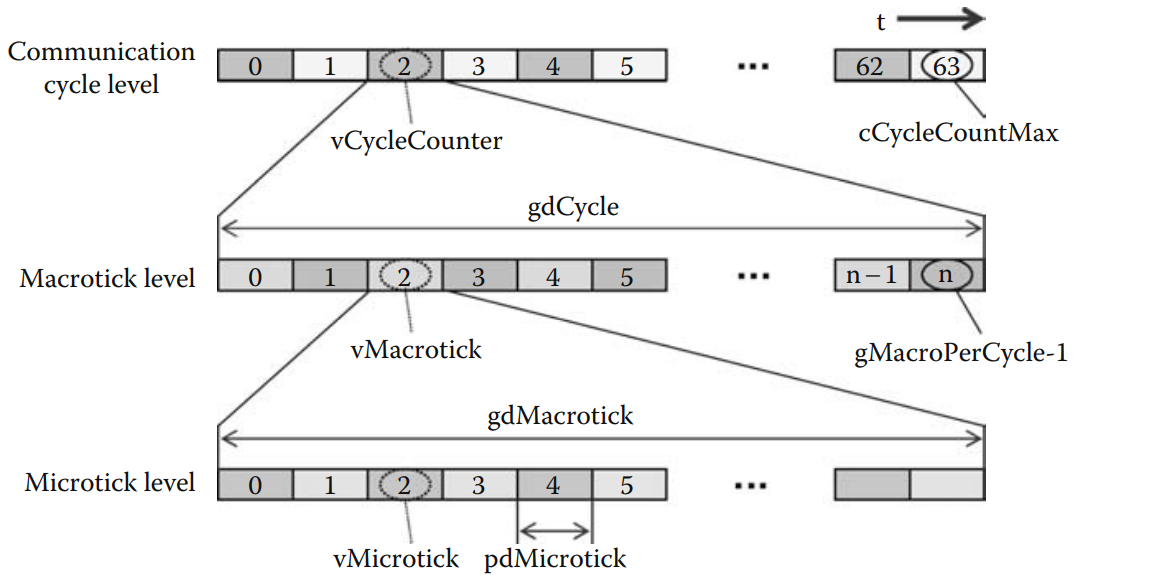 t
Communication
cycle level
0 1 2 3 4 5 ... 62 63
vCycleCounter
cCycleCountMax
gdCycle
Macrotick level
0 1 2 3 4 5 ... n – 1 n
vMacrotick
gMacroPerCycle-1
gdMacrotick
Microtick level
0 1 2 3 4 5 ...
vMicrotick pdMicrotick